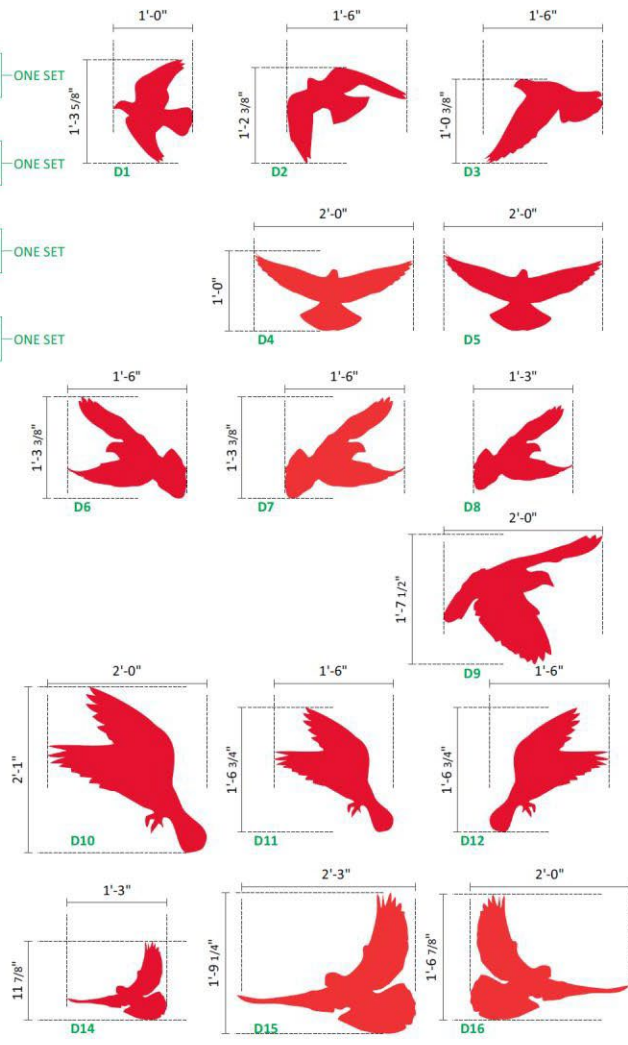 1'-0" 1'-6" 1'-6"
ONE SET
1'-3 5/8" 1'-2 3/8" 1'-0 3/8"
ONE SET
D1 D2 D3
2'-0" 2'-0"
ONE SET
1'-0"
ONE SET
D4 D5
1'-6" 1'-6" 1'-3"
1'-3 3/8" 1'-3 3/8"
D6 D7 D8
2'-0"
1'-7 1/2"
D9
2'-0" 1'-6" 1'-6"
2'-1" 1'-6 3/4" 1'-6 3/4"
D10 D11 D12
1'-3" 2'-3" 2'-0"
11 7/8" 1'-9 1/4" 1'-6 7/8"
D14 D15 D16